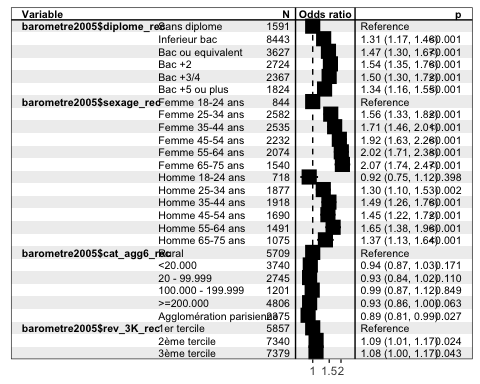 Variable N Odds ratio p
barometre2005$diplome_rec Sans diplome 1591 Reference
Inferieur bac 8443 1.31 (1.17, 1.46) <0.001
Bac ou equivalent 3627 1.47 (1.30, 1.67) <0.001
Bac +2 2724 1.54 (1.35, 1.76) <0.001
Bac +3/4 2367 1.50 (1.30, 1.72) <0.001
Bac +5 ou plus 1824 1.34 (1.16, 1.55) <0.001
barometre2005$sexage_rec Femme 18-24 ans 844 Reference
Femme 25-34 ans 2582 1.56 (1.33, 1.82) <0.001
Femme 35-44 ans 2535 1.71 (1.46, 2.01) <0.001
Femme 45-54 ans 2232 1.92 (1.63, 2.26) <0.001
Femme 55-64 ans 2074 2.02 (1.71, 2.38) <0.001
Femme 65-75 ans 1540 2.07 (1.74, 2.47) <0.001
Homme 18-24 ans 718 0.92 (0.75, 1.12) 0.398
Homme 25-34 ans 1877 1.30 (1.10, 1.53) 0.002
Homme 35-44 ans 1918 1.49 (1.26, 1.76) <0.001
Homme 45-54 ans 1690 1.45 (1.22, 1.72) <0.001
Homme 55-64 ans 1491 1.65 (1.38, 1.96) <0.001
Homme 65-75 ans 1075 1.37 (1.13, 1.64) <0.001
barometre2005$cat_agg6_rec Rural 5709 Reference
<20.000 3740 0.94 (0.87, 1.03) 0.171
20 - 99.999 2745 0.93 (0.84, 1.02) 0.110
100.000 - 199.999 1201 0.99 (0.87, 1.12) 0.849
>=200.000 4806 0.93 (0.86, 1.00) 0.063
Agglomération parisienne 2375 0.89 (0.81, 0.99) 0.027
barometre2005$rev_3K_rec 1er tercile 5857 Reference
2ème tercile 7340 1.09 (1.01, 1.17) 0.024
3ème tercile 7379 1.08 (1.00, 1.17) 0.043
1 1.5 2